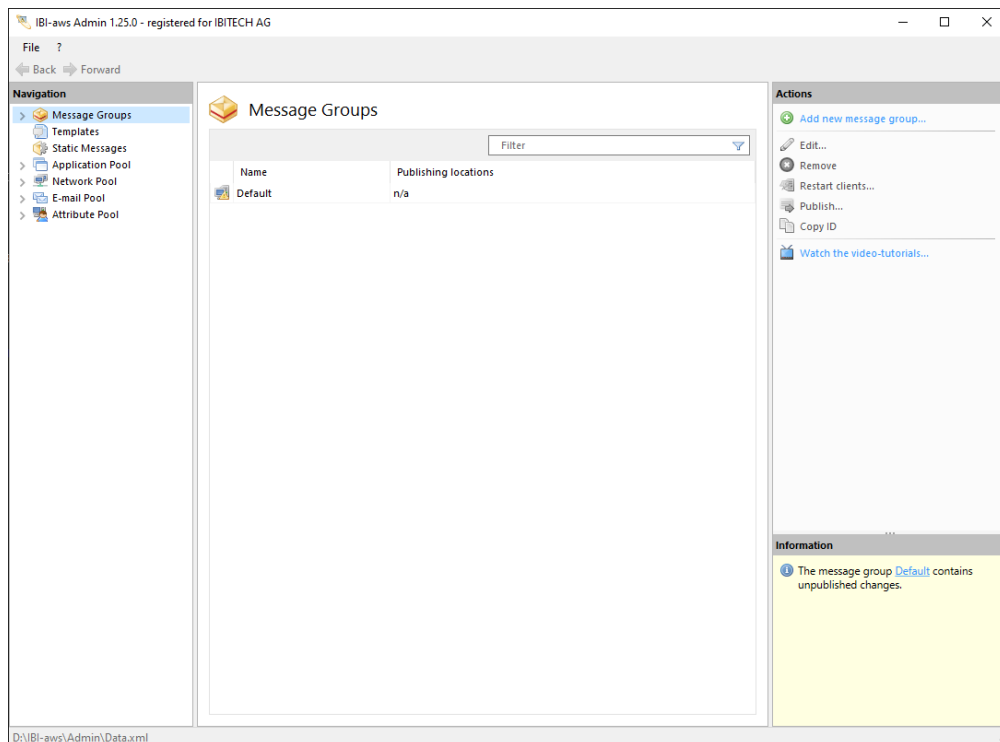 IBI-aws Admin 1.25.0 - registered for IBITECH AG
File ?
Back Forward
Navigation
Message Groups
Templates
Static Messages
Application Pool
Network Pool
E-mail Pool
Attribute Pool
Message Groups
Filter
Name Publishing locations
Default n/a
Actions
Add new message group...
Edit...
Remove
Restart clients...
Publish...
Copy ID
Watch the video-tutorials...
Information
The message group Default contains
unpublished changes.
D:\IBI-aws\Admin\Data.xml